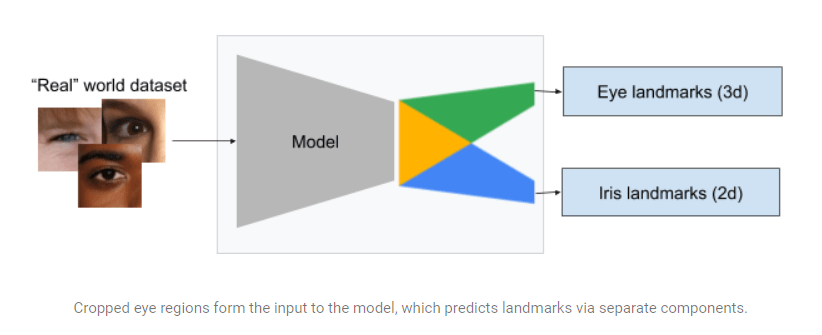 “Real” world dataset
Model
Eye landmarks (3d)
Iris landmarks (2d)
Cropped eye regions form the input to the model, which predicts landmarks via separate components.